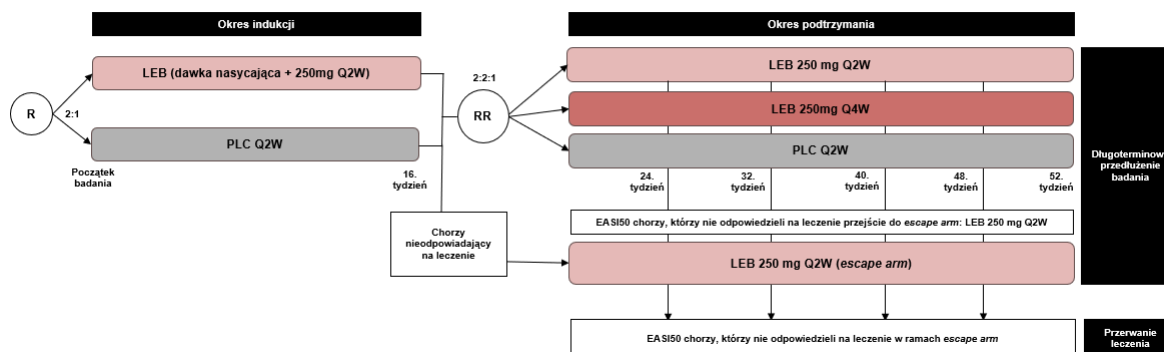 Okres indukcji
Okres podtrzymania
LEB (dawka nasycająca + 250mg Q2W)
R
2:1
PLC Q2W
Początek
badania
16.
tydzień
2:2:1
RR
LEB 250 mg Q2W
LEB 250mg Q4W
PLC Q2W
24.
tydzień
32.
tydzień
40.
tydzień
48.
tydzień
52.
tydzień
Długoterminow
przedłużenie
badania
EASI50 chorzy, którzy nie odpowiedzieli na leczenie przejście do escape arm: LEB 250 mg Q2W
Chorzy
nieodpowiadający
na leczenie
LEB 250 mg Q2W (escape arm)
EASI50 chorzy, którzy nie odpowiedzieli na leczenie w ramach escape arm
Przerwanie
leczenia